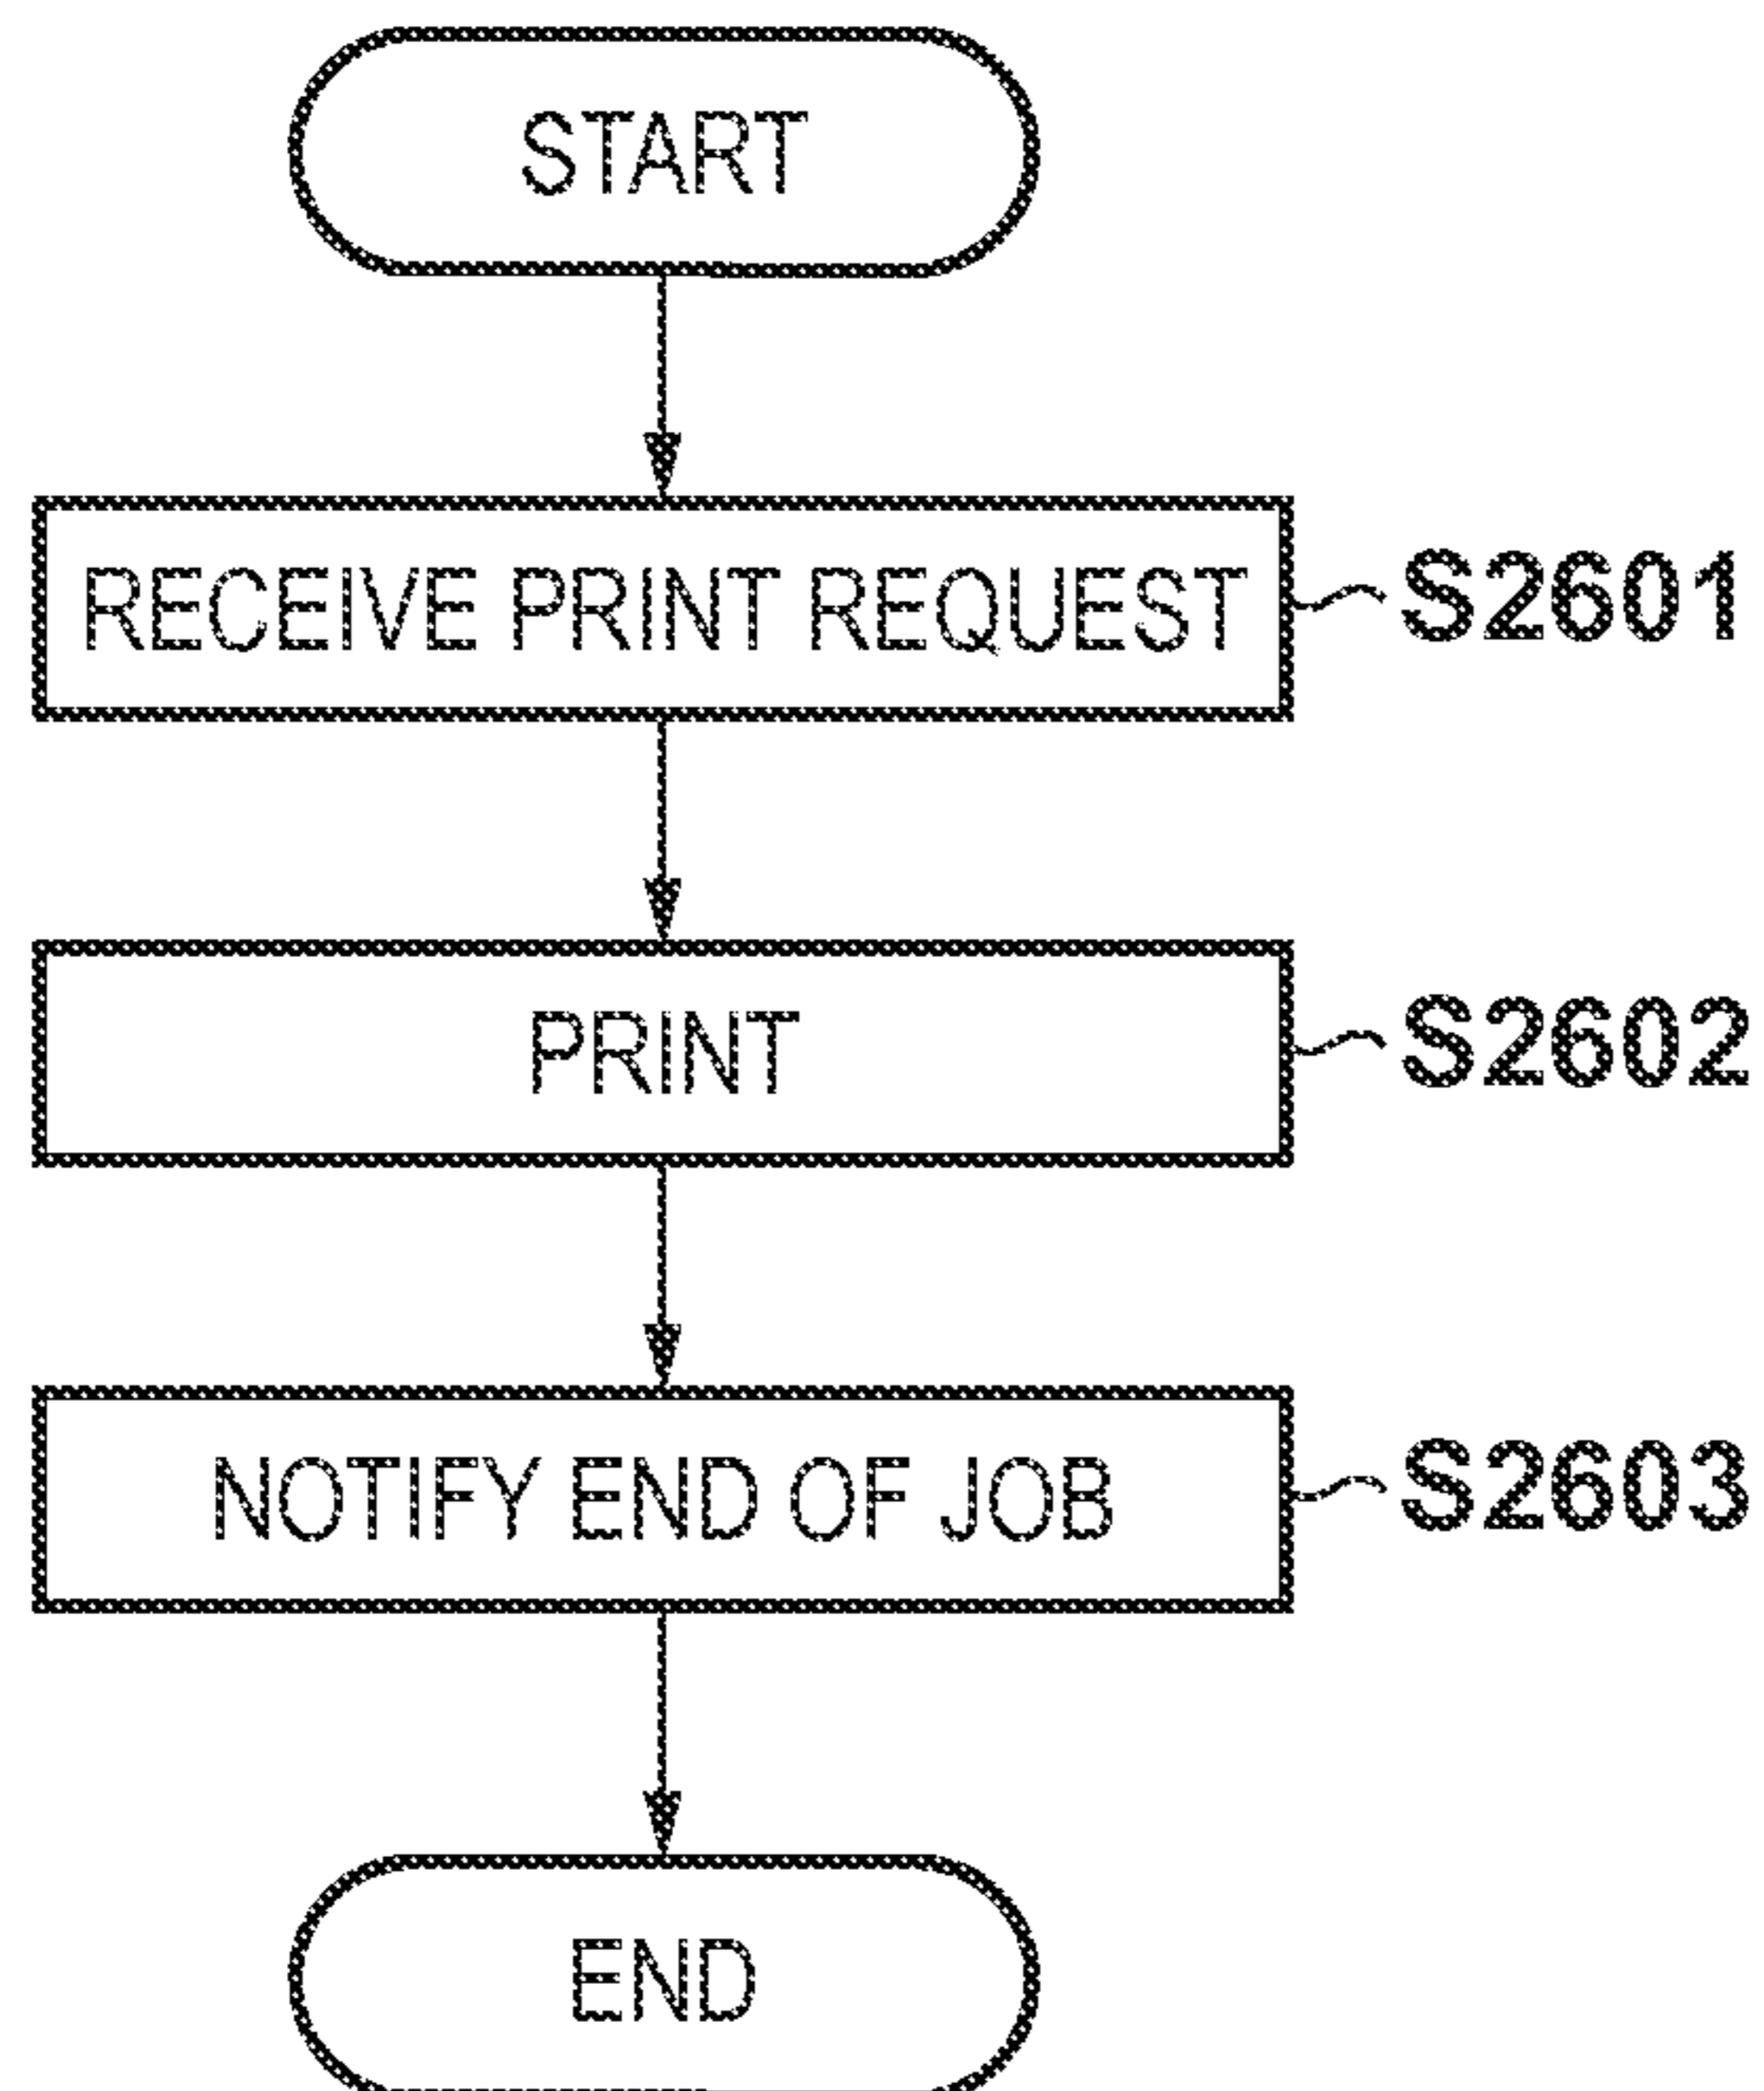 START
RECEIVE PRINT REQUEST
S2601
PRINT
S2602
NOTIFY END OF JOB
S2603
END